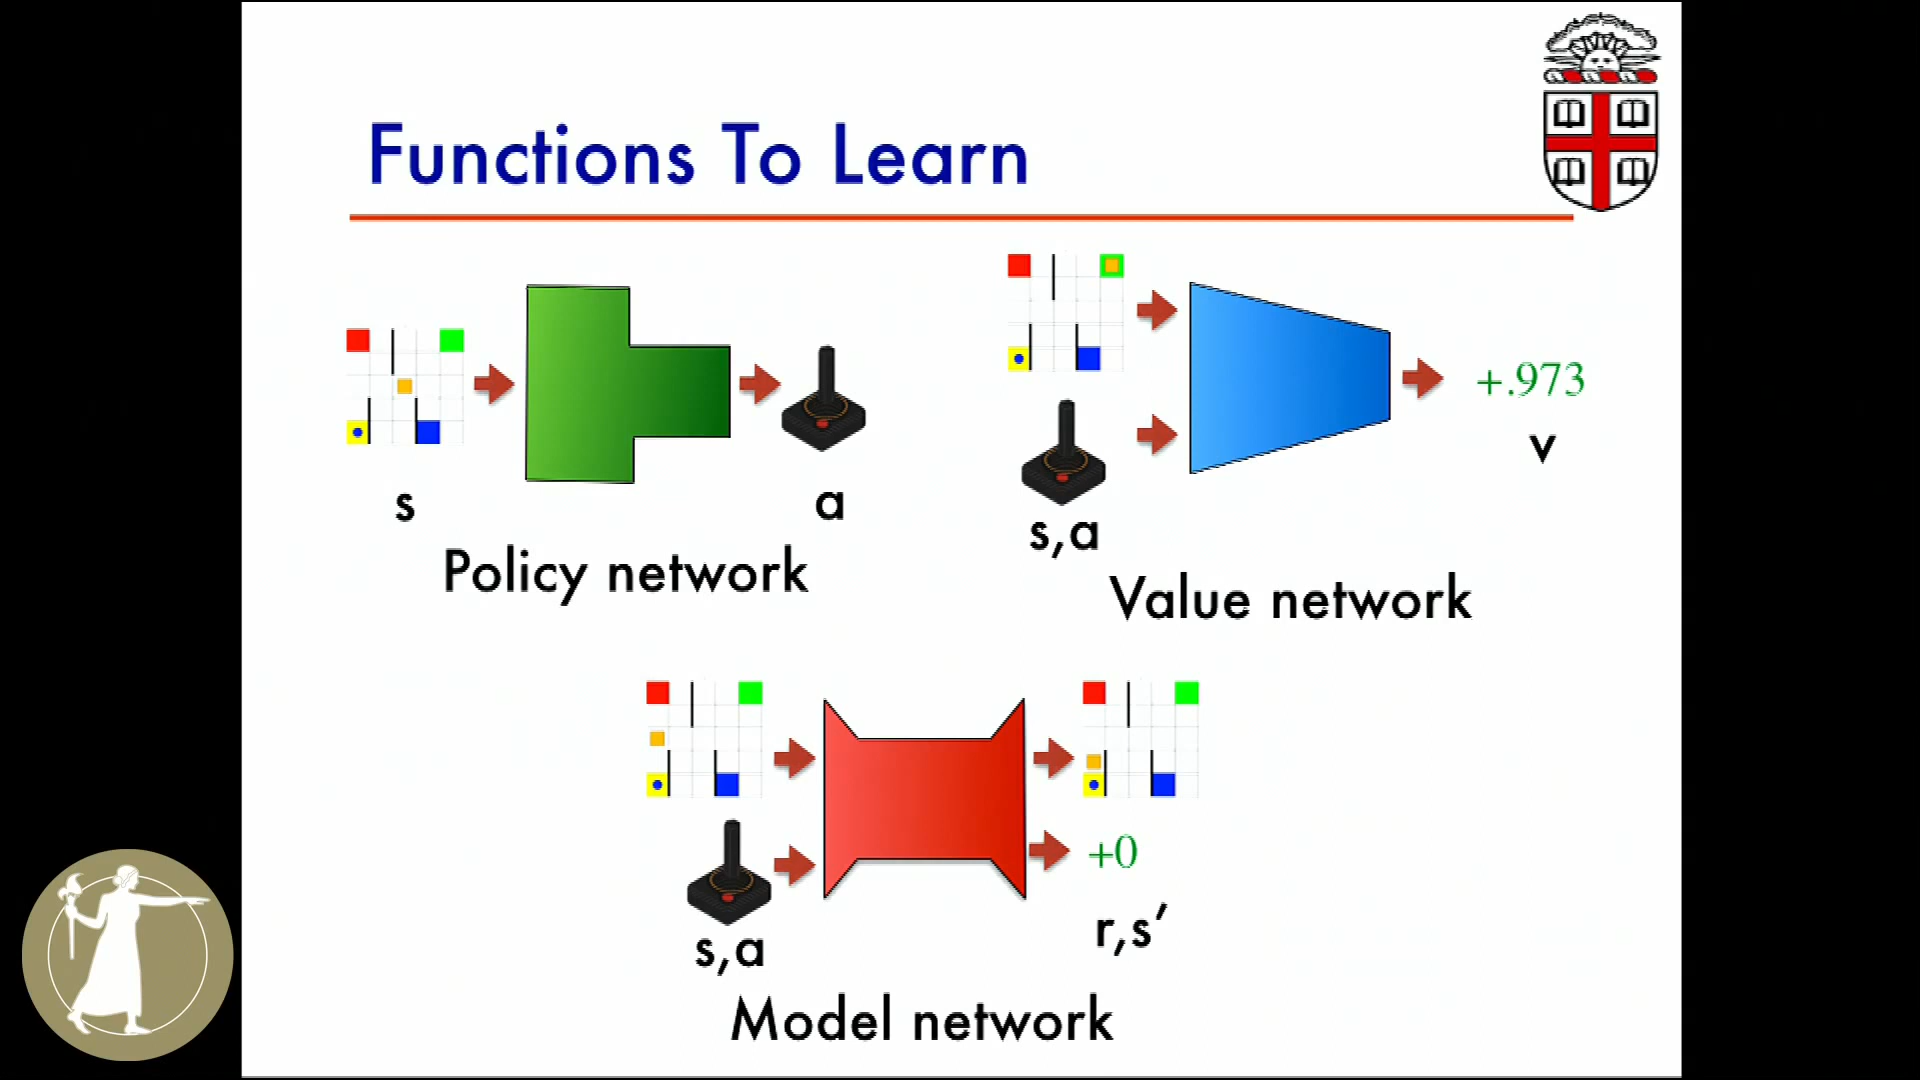 Functions To Learn
s
a
Policy network
+.973
v
s,a
Value network
+0
r,s′
s,a
Model network